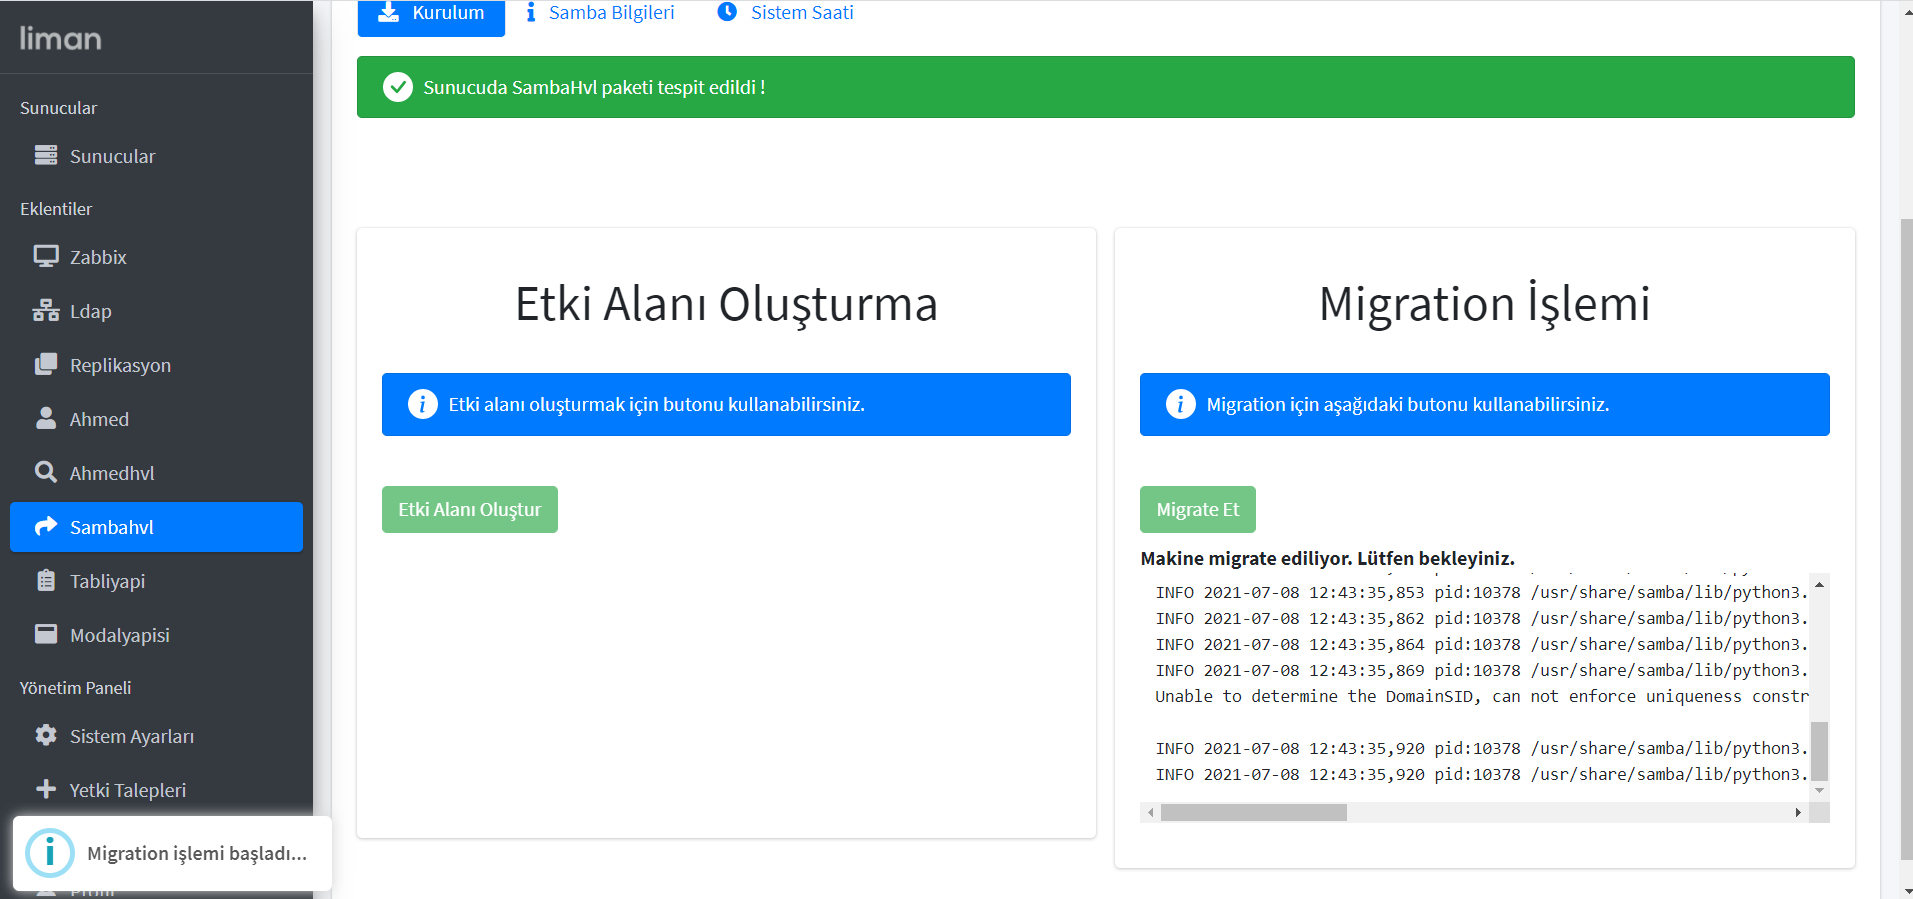 liman
Sunucular
Sunucular
Eklentiler
Zabbix
Ldap
Replikasyon
Ahmed
Ahmedhvl
Sambahvl
Tabliyapi
Modalyapisi
Yönetim Paneli
Sistem Ayarları
Yetki Talepleri
Migration işlemi başladı...
Kurulum
Samba Bilgileri
Sistem Saati
Sunucuda SambaHvl paketi tespit edildi !
Etki Alanı Oluşturma
Etki alanı oluşturmak için butonu kullanabilirsiniz.
Etki Alanı Oluştur
Migration İşlemi
Migration için aşağıdaki butonu kullanabilirsiniz.
Migrate Et
Makine migrate ediliyor. Lütfen bekleyiniz.
INFO 2021-07-08 12:43:35,853 pid:10378 /usr/share/samba/lib/python3.
INFO 2021-07-08 12:43:35,862 pid:10378 /usr/share/samba/lib/python3.
INFO 2021-07-08 12:43:35,864 pid:10378 /usr/share/samba/lib/python3.
INFO 2021-07-08 12:43:35,869 pid:10378 /usr/share/samba/lib/python3.
Unable to determine the DomainSID, can not enforce uniqueness constr
INFO 2021-07-08 12:43:35,920 pid:10378 /usr/share/samba/lib/python3.
INFO 2021-07-08 12:43:35,920 pid:10378 /usr/share/samba/lib/python3.